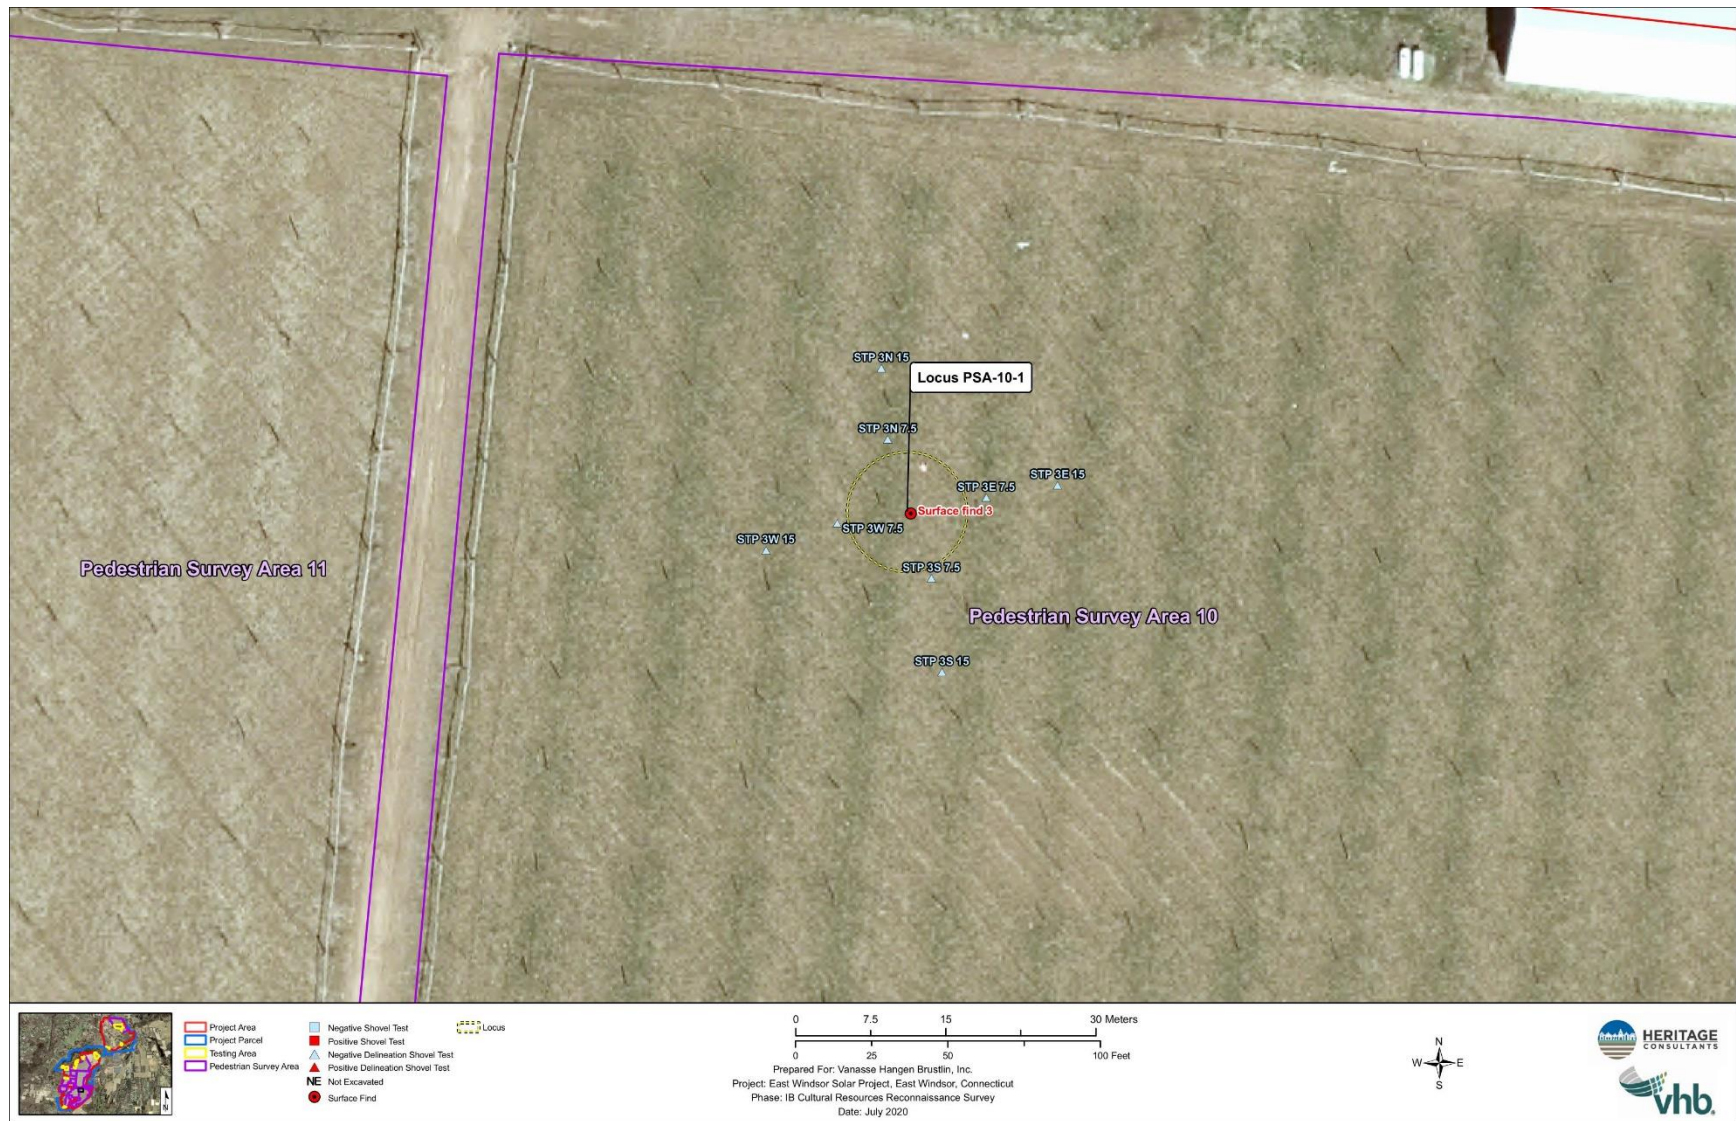 STP 3N 15
Locus PSA-10-1
STP 3N 7.5
STP 3E 15
STP 3E 7.5
Surface find 3
STP 3W 7.5
STP 3W 15
STP 3S 7.5
Pedestrian Survey Area 11
Pedestrian Survey Area 10
STP 3S 15
Project Area
Project Parcel
Testing Area
Pedestrian Survey Area
Negative Shovel Test
Positive Shovel Test
Negative Delineation Shovel Test
Positive Delineation Shovel Test
NE Not Excavated
Surface Find
Locus
0 7.5 15 30 Meters
0 25 50 100 Feet
Prepared For: Vanasse Hangen Brustlin, Inc.
Project: East Windsor Solar Project, East Windsor, Connecticut
Phase: IB Cultural Resources Reconnaissance Survey
Date: July 2020
N
W E
S
N
HERITAGE
CONSULTANTS
vhb.